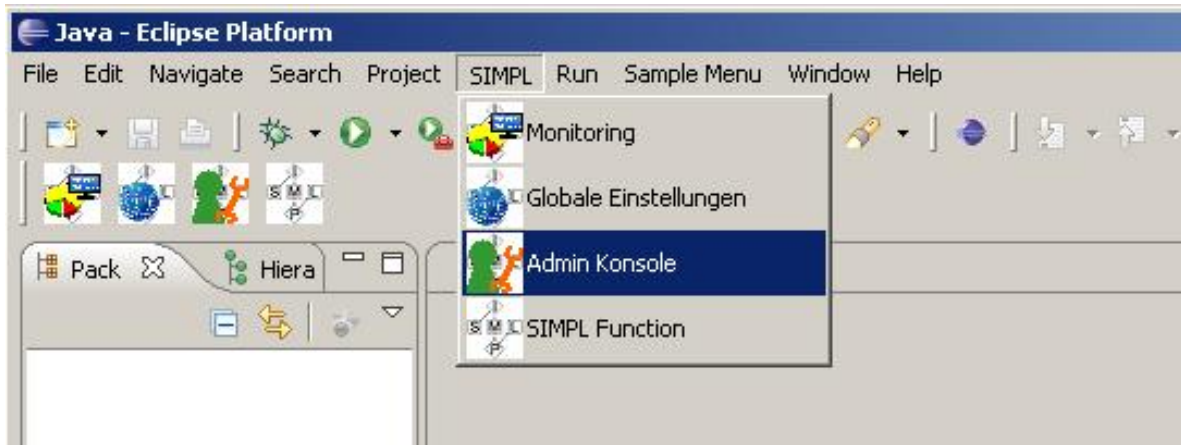 Java - Eclipse Platform
File Edit Navigate Search Project SIMPL Run Sample Menu Window Help
Monitoring
Globale Einstellungen
Pack Hiera
Admin Konsole
SIMPL Function